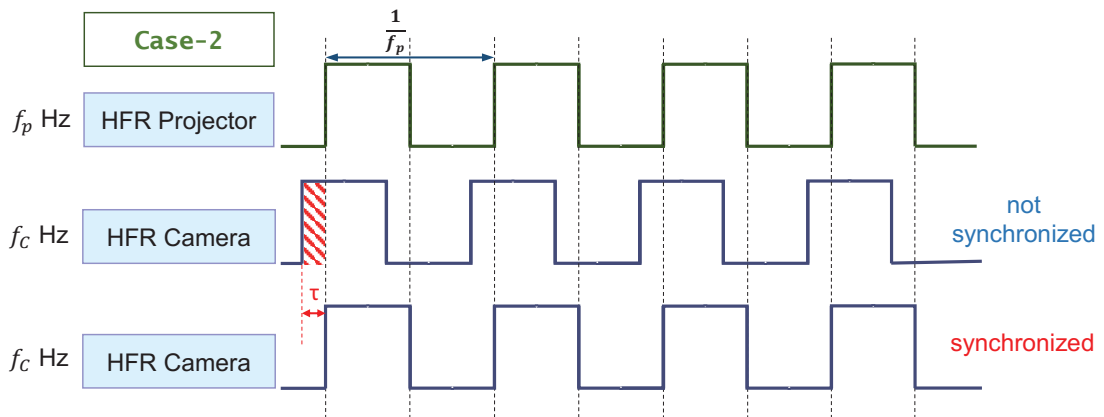 Case-2
1/f_p
f_p Hz HFR Projector
f_C Hz HFR Camera
not
synchronized
τ
f_C Hz HFR Camera
synchronized